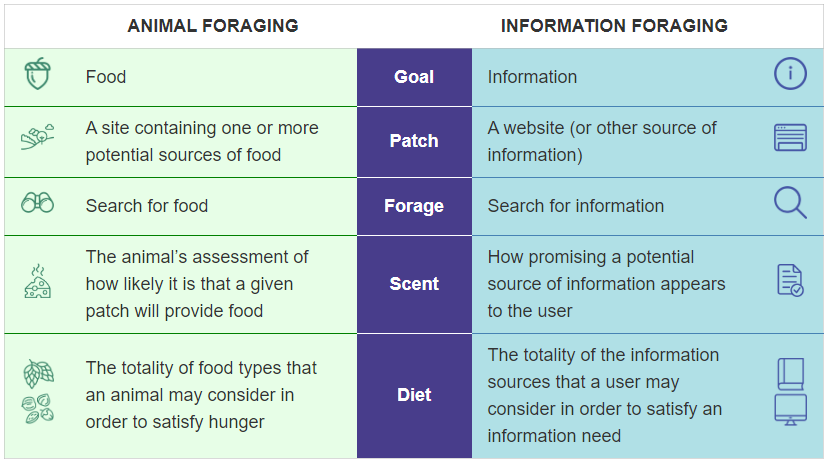 ANIMAL FORAGING
INFORMATION FORAGING
Food
Goal
Information
A site containing one or more
potential sources of food
Patch
A website (or other source of
information)
Search for food
Forage
Search for information
The animal’s assessment of
how likely it is that a given
patch will provide food
Scent
How promising a potential
source of information appears
to the user
The totality of food types that
an animal may consider in
order to satisfy hunger
Diet
The totality of the information
sources that a user may
consider in order to satisfy an
information need